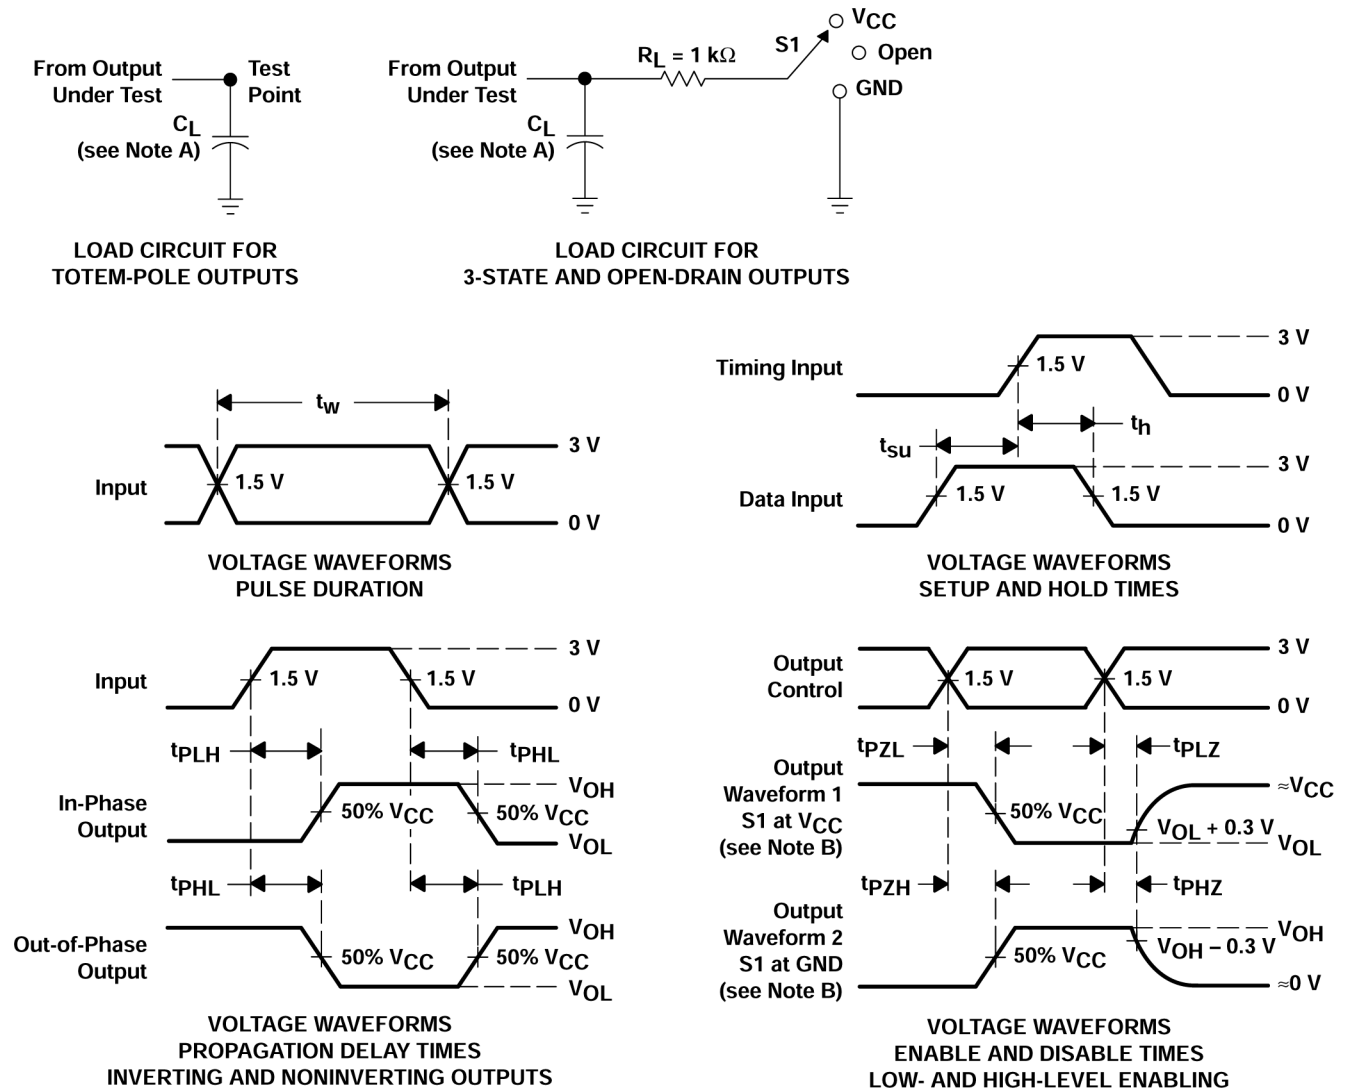 From Output
Under Test
Test
Point
CL
(see Note A)
LOAD CIRCUIT FOR
TOTEM-POLE OUTPUTS
From Output
Under Test
CL
(see Note A)
RL = 1 kΩ
S1
VCC
Open
GND
LOAD CIRCUIT FOR
3-STATE AND OPEN-DRAIN OUTPUTS
tw
Input
1.5 V
1.5 V
3 V
0 V
VOLTAGE WAVEFORMS
PULSE DURATION
Timing Input
1.5 V
3 V
0 V
th
tsu
Data Input
1.5 V
1.5 V
3 V
0 V
VOLTAGE WAVEFORMS
SETUP AND HOLD TIMES
Input
1.5 V
1.5 V
3 V
0 V
tPLH
tPHL
In-Phase
Output
50% VCC
50% VCC
VOH
VOL
tPHL
tPLH
Out-of-Phase
Output
50% VCC
50% VCC
VOH
VOL
VOLTAGE WAVEFORMS
PROPAGATION DELAY TIMES
INVERTING AND NONINVERTING OUTPUTS
Output
Control
1.5 V
1.5 V
3 V
0 V
tPZL
tPLZ
Output
Waveform 1
S1 at VCC
(see Note B)
50% VCC
VOL + 0.3 V
≈VCC
VOL
tPZH
tPHZ
Output
Waveform 2
S1 at GND
(see Note B)
50% VCC
VOH − 0.3 V
VOH
≈0 V
VOLTAGE WAVEFORMS
ENABLE AND DISABLE TIMES
LOW- AND HIGH-LEVEL ENABLING